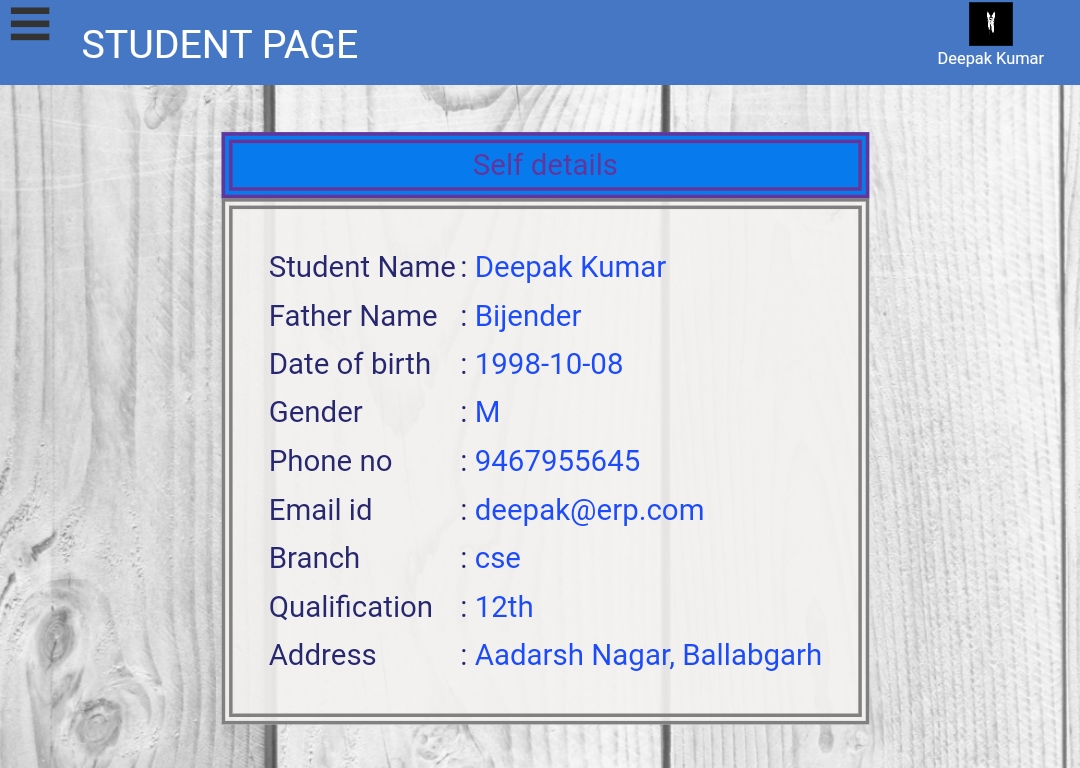 STUDENT PAGE
Deepak Kumar
Self details
Student Name : Deepak Kumar
Father Name : Bijender
Date of birth : 1998-10-08
Gender : M
Phone no : 9467955645
Email id : deepak@erp.com
Branch : cse
Qualification : 12th
Address : Aadarsh Nagar, Ballabgarh